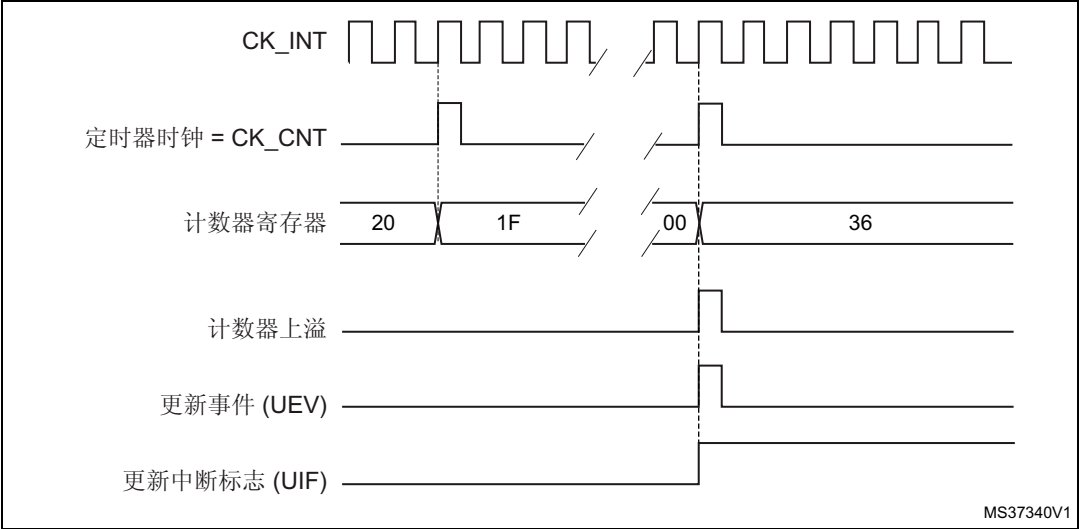 CK_INT
定时器时钟 = CK_CNT
计数器寄存器 20 1F 00 36
计数器上溢
更新事件 (UEV)
更新中断标志 (UIF)
MS37340V1